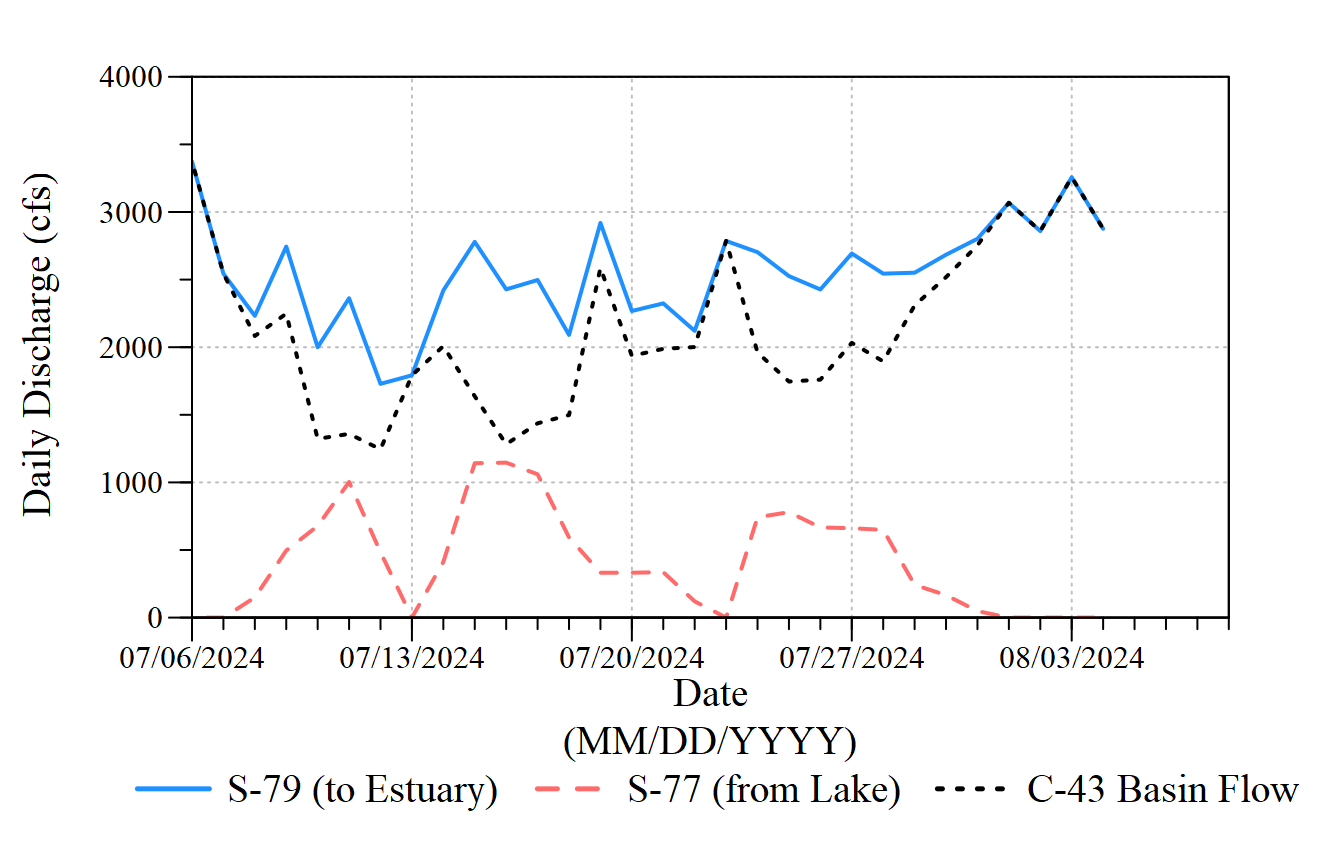 4000
3000
2000
1000
0
Daily Discharge (cfs)
07/06/2024 07/13/2024 07/20/2024 07/27/2024 08/03/2024
Date
(MM/DD/YYYY)
S-79 (to Estuary) S-77 (from Lake) C-43 Basin Flow